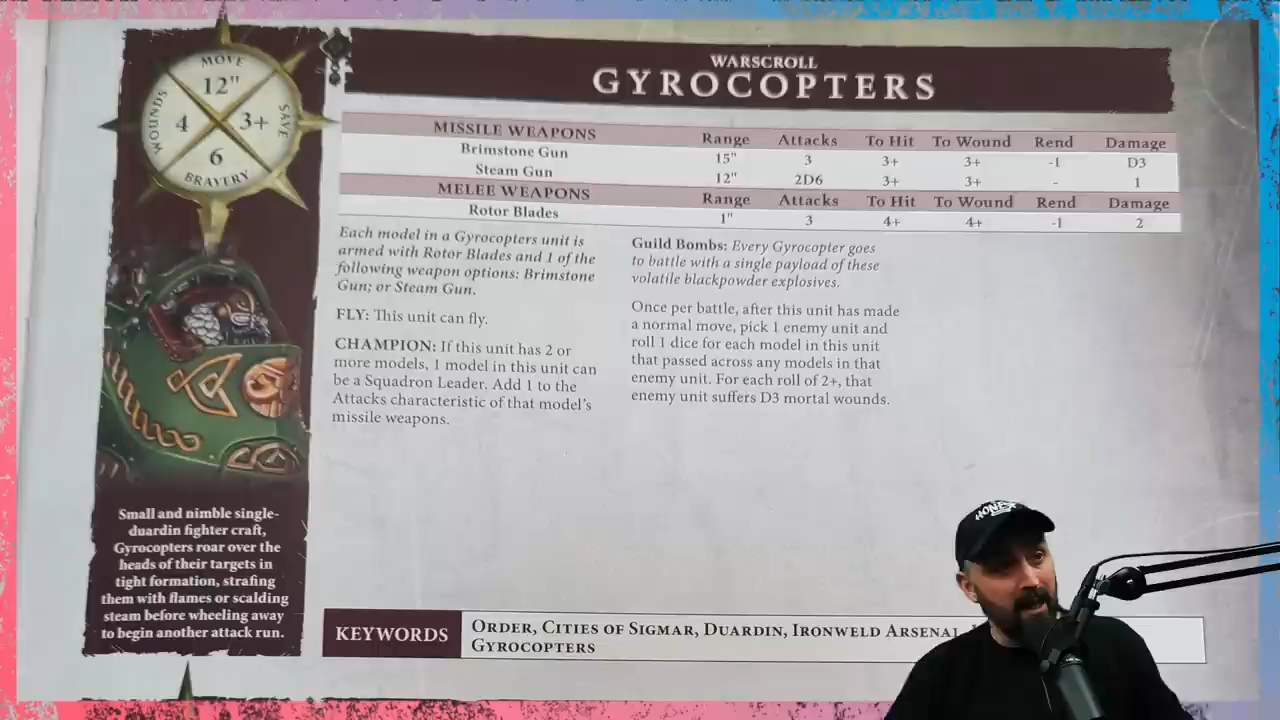 MOVE
12"
WOUNDS
4
3+
SAVE
6
BRAVERY
WARSCROLL
GYROCOPTERS
MISSILE WEAPONS Range Attacks To Hit To Wound Rend Damage
Brimstone Gun 15" 3 3+ 3+ -1 D3
Steam Gun 12" 2D6 3+ 3+ - 1
MELEE WEAPONS Range Attacks To Hit To Wound Rend Damage
Rotor Blades 1" 3 4+ 4+ -1 2
Each model in a Gyrocopters unit is
armed with Rotor Blades and 1 of the
following weapon options: Brimstone
Gun; or Steam Gun.
FLY: This unit can fly.
CHAMPION: If this unit has 2 or
more models, 1 model in this unit can
be a Squadron Leader. Add 1 to the
Attacks characteristic of that model's
missile weapons.
Guild Bombs: Every Gyrocopter goes
to battle with a single payload of these
volatile blackpowder explosives.
Once per battle, after this unit has made
a normal move, pick 1 enemy unit and
roll 1 dice for each model in this unit
that passed across any models in that
enemy unit. For each roll of 2+, that
enemy unit suffers D3 mortal wounds.
Small and nimble single-
duardin fighter craft,
Gyrocopters roar over the
heads of their targets in
tight formation, strafing
them with flames or scalding
steam before wheeling away
to begin another attack run.
KEYWORDS
ORDER, CITIES OF SIGMAR, DUARDIN, IRONWELD ARSENAL,
GYROCOPTERS